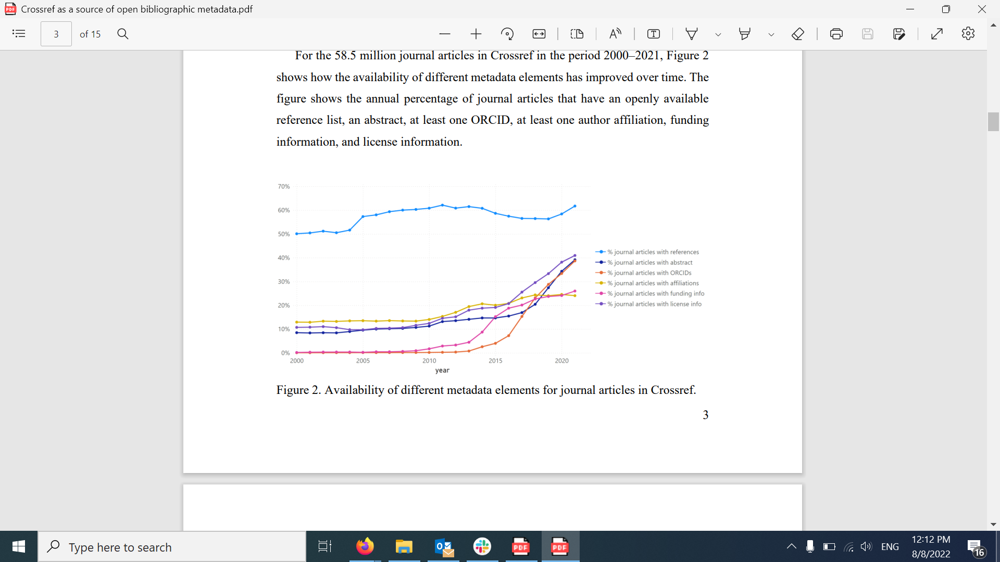 Crossref as a source of open bibliographic metadata.pdf
3 of 15
For the 58.5 million journal articles in Crossref in the period 2000–2021, Figure 2
shows how the availability of different metadata elements has improved over time. The
figure shows the annual percentage of journal articles that have an openly available
reference list, an abstract, at least one ORCID, at least one author affiliation, funding
information, and license information.
70%
60%
50%
40%
30%
20%
10%
0%
2000 2005 2010 2015 2020
year
% journal articles with references
% journal articles with abstract
% journal articles with ORCIDs
% journal articles with affiliations
% journal articles with funding info
% journal articles with license info
Figure 2. Availability of different metadata elements for journal articles in Crossref.
3
Type here to search
PDF
PDF
ENG
12:12 PM
8/8/2022
16